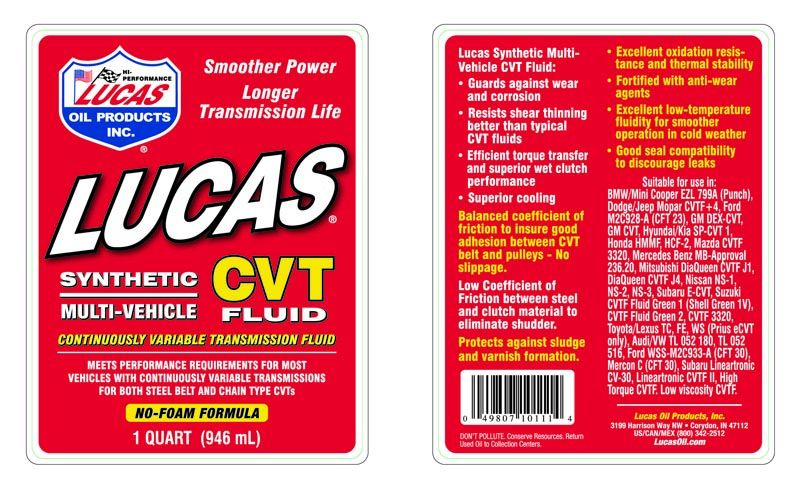 HI-
PERFORMANCE
LUCAS
OIL PRODUCTS
INC.
®
Smoother Power
Longer
Transmission Life
LUCAS®
SYNTHETIC
MULTI-VEHICLE
CVT
FLUID
CONTINUOUSLY VARIABLE TRANSMISSION FLUID
MEETS PERFORMANCE REQUIREMENTS FOR MOST
VEHICLES WITH CONTINUOUSLY VARIABLE TRANSMISSIONS
FOR BOTH STEEL BELT AND CHAIN TYPE CVTs
NO-FOAM FORMULA
1 QUART (946 mL)
Lucas Synthetic Multi-
Vehicle CVT Fluid:
• Guards against wear
and corrosion
• Resists shear thinning
better than typical
CVT fluids
• Efficient torque transfer
and superior wet clutch
performance
• Superior cooling
Balanced coefficient of
friction to insure good
adhesion between CVT
belt and pulleys - No
slippage.
Low Coefficient of
Friction between steel
and clutch material to
eliminate shudder.
Protects against sludge
and varnish formation.
0 49807 10111 4
DON'T POLLUTE. Conserve Resources. Return
Used Oil to Collection Centers.
• Excellent oxidation resis-
tance and thermal stability
• Fortified with anti-wear
agents
• Excellent low-temperature
fluidity for smoother
operation in cold weather
• Good seal compatibility
to discourage leaks
Suitable for use in:
BMW/Mini Cooper EZL 799A (Punch),
Dodge/Jeep Mopar CVTF+4, Ford
M2C928-A (CFT 23), GM DEX-CVT,
GM CVT, Hyundai/Kia SP-CVT 1,
Honda HMMF, HCF-2, Mazda CVTF
3320, Mercedes Benz MB-Approval
236.20, Mitsubishi DiaQueen CVTF J1,
DiaQueen CVTF J4, Nissan NS-1,
NS-2, NS-3, Subaru E-CVT, Suzuki
CVTF Fluid Green 1 (Shell Green 1V),
CVTF Fluid Green 2, CVTF 3320,
Toyota/Lexus TC, FE, WS (Prius eCVT
only), Audi/VW TL 052 180, TL 052
516, Ford WSS-M2C933-A (CFT 30),
Mercon C (CFT 30), Subaru Lineartronic
CV-30, Lineartronic CVTF II, High
Torque CVTF. Low viscosity CVTF.
Lucas Oil Products, Inc.
3199 Harrison Way NW • Corydon, IN 47112
US/CAN/MEX (800) 342-2512
LucasOil.com